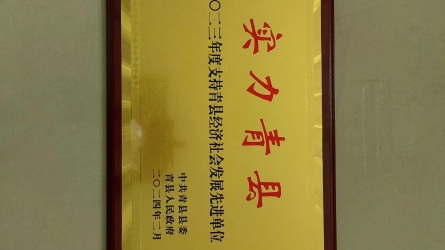 实力青县
〇二三年度支持青县经济社会发展先进单位
中共青县县委
青县人民政府
二〇二四年二月